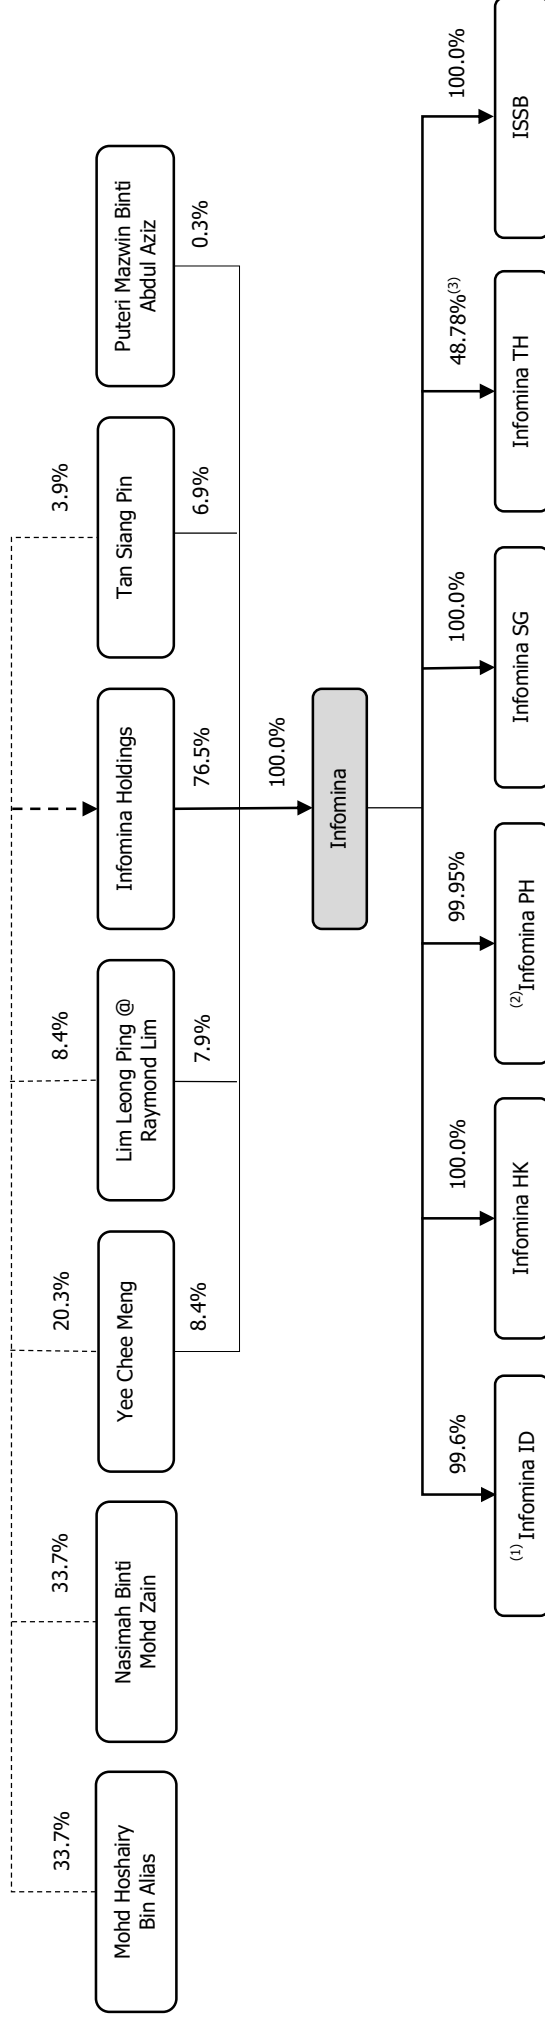 33.7%
33.7%
20.3%
8.4%
3.9%
Mohd Hoshairy
Bin Alias
Nasimah Binti
Mohd Zain
Yee Chee Meng
Lim Leong Ping @
Raymond Lim
Infomina Holdings
Tan Siang Pin
Puteri Mazwin Binti
Abdul Aziz
8.4%
7.9%
76.5%
6.9%
0.3%
100.0%
Infomina
99.6%
100.0%
99.95%
100.0%
48.78%(3)
100.0%
(1) Infomina ID
Infomina HK
(2)Infomina PH
Infomina SG
Infomina TH
ISSB